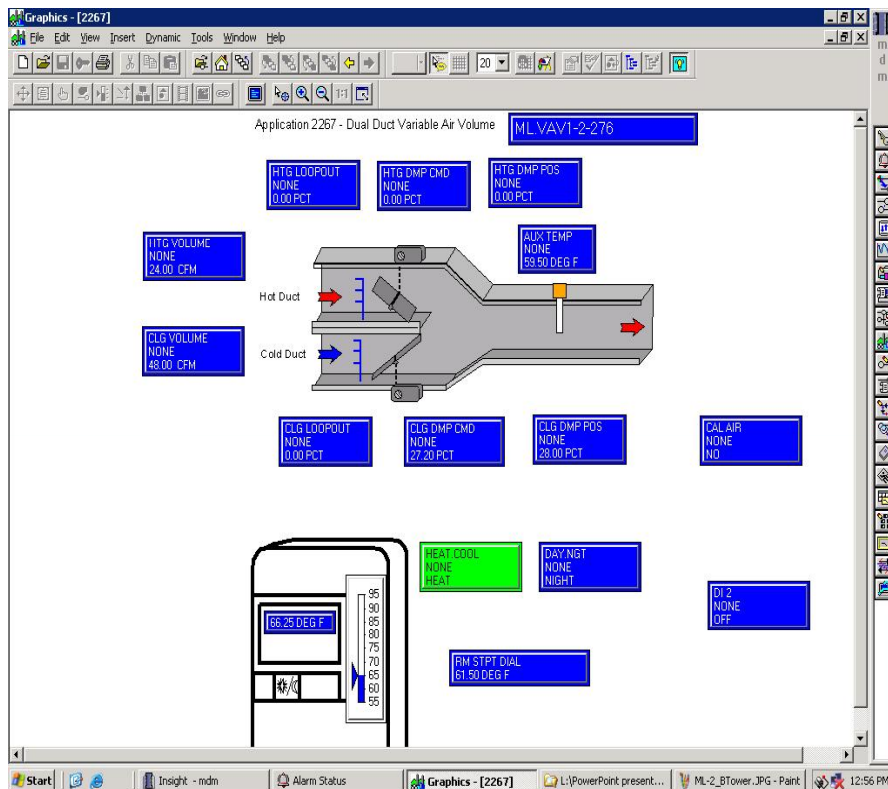 Graphics - [2267]
File Edit View Insert Dynamic Tools Window Help
20
1:1
Application 2267 - Dual Duct Variable Air Volume
ML.VAV1-2-276
HTG LOOPOUT
NONE
0.00 PCT
HTG DMP CMD
NONE
0.00 PCT
HTG DMP POS
NONE
0.00 PCT
HTG VOLUME
NONE
24.00 CFM
AUX TEMP
NONE
59.50 DEG F
Hot Duct
CLG VOLUME
NONE
48.00 CFM
Cold Duct
CLG LOOPOUT
NONE
0.00 PCT
CLG DMP CMD
NONE
27.20 PCT
CLG DMP POS
NONE
28.00 PCT
CAL AIR
NONE
NO
HEAT.COOL
NONE
HEAT
DAY.NGT
NONE
NIGHT
DI 2
NONE
OFF
66.25 DEG F
95
90
85
80
75
70
65
60
55
RM STPT DIAL
61.50 DEG F
Start
Insight - mdm
Alarm Status
Graphics - [2267]
L:\PowerPoint present...
ML-2_BTower.JPG - Paint
12:56 PM
m
d
m